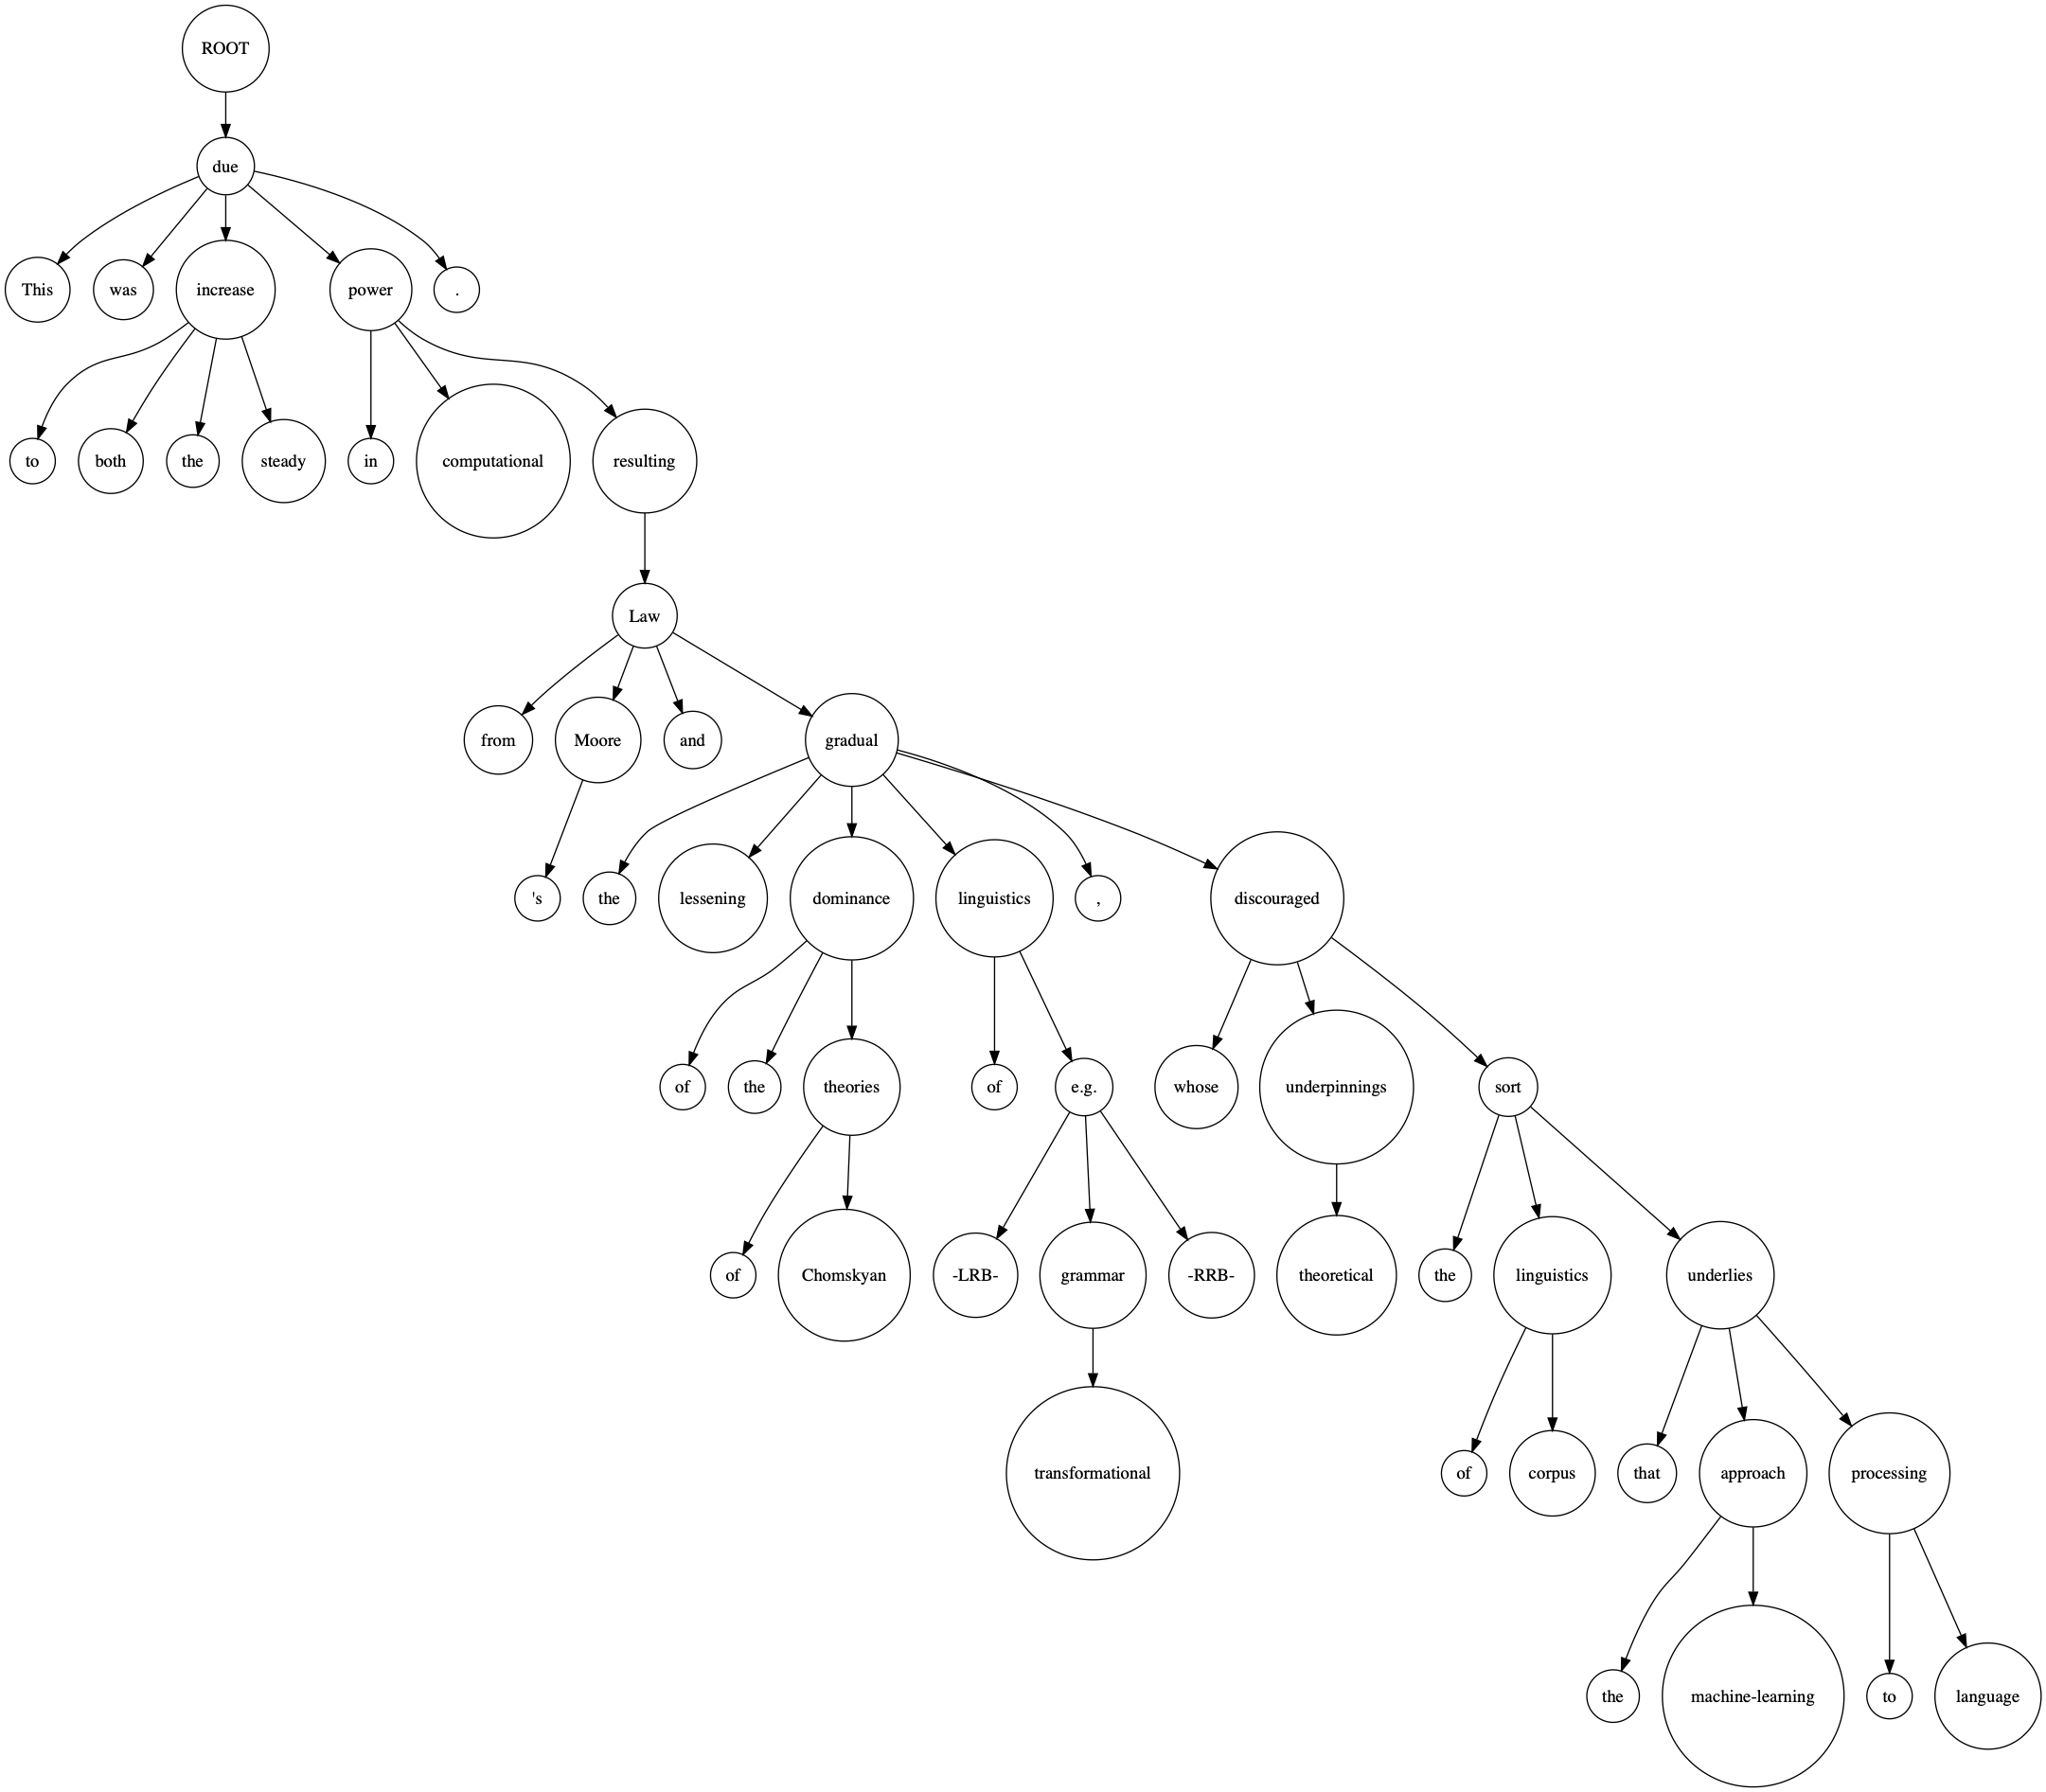 ROOT
due
This
was
increase
power
.
to
both
the
steady
in
computational
resulting
Law
from
Moore
and
gradual
's
the
lessening
dominance
linguistics
,
discouraged
of
the
theories
of
e.g.
whose
underpinnings
sort
of
Chomskyan
-LRB-
grammar
-RRB-
theoretical
the
linguistics
underlies
transformational
of
corpus
that
approach
processing
the
machine-learning
to
language